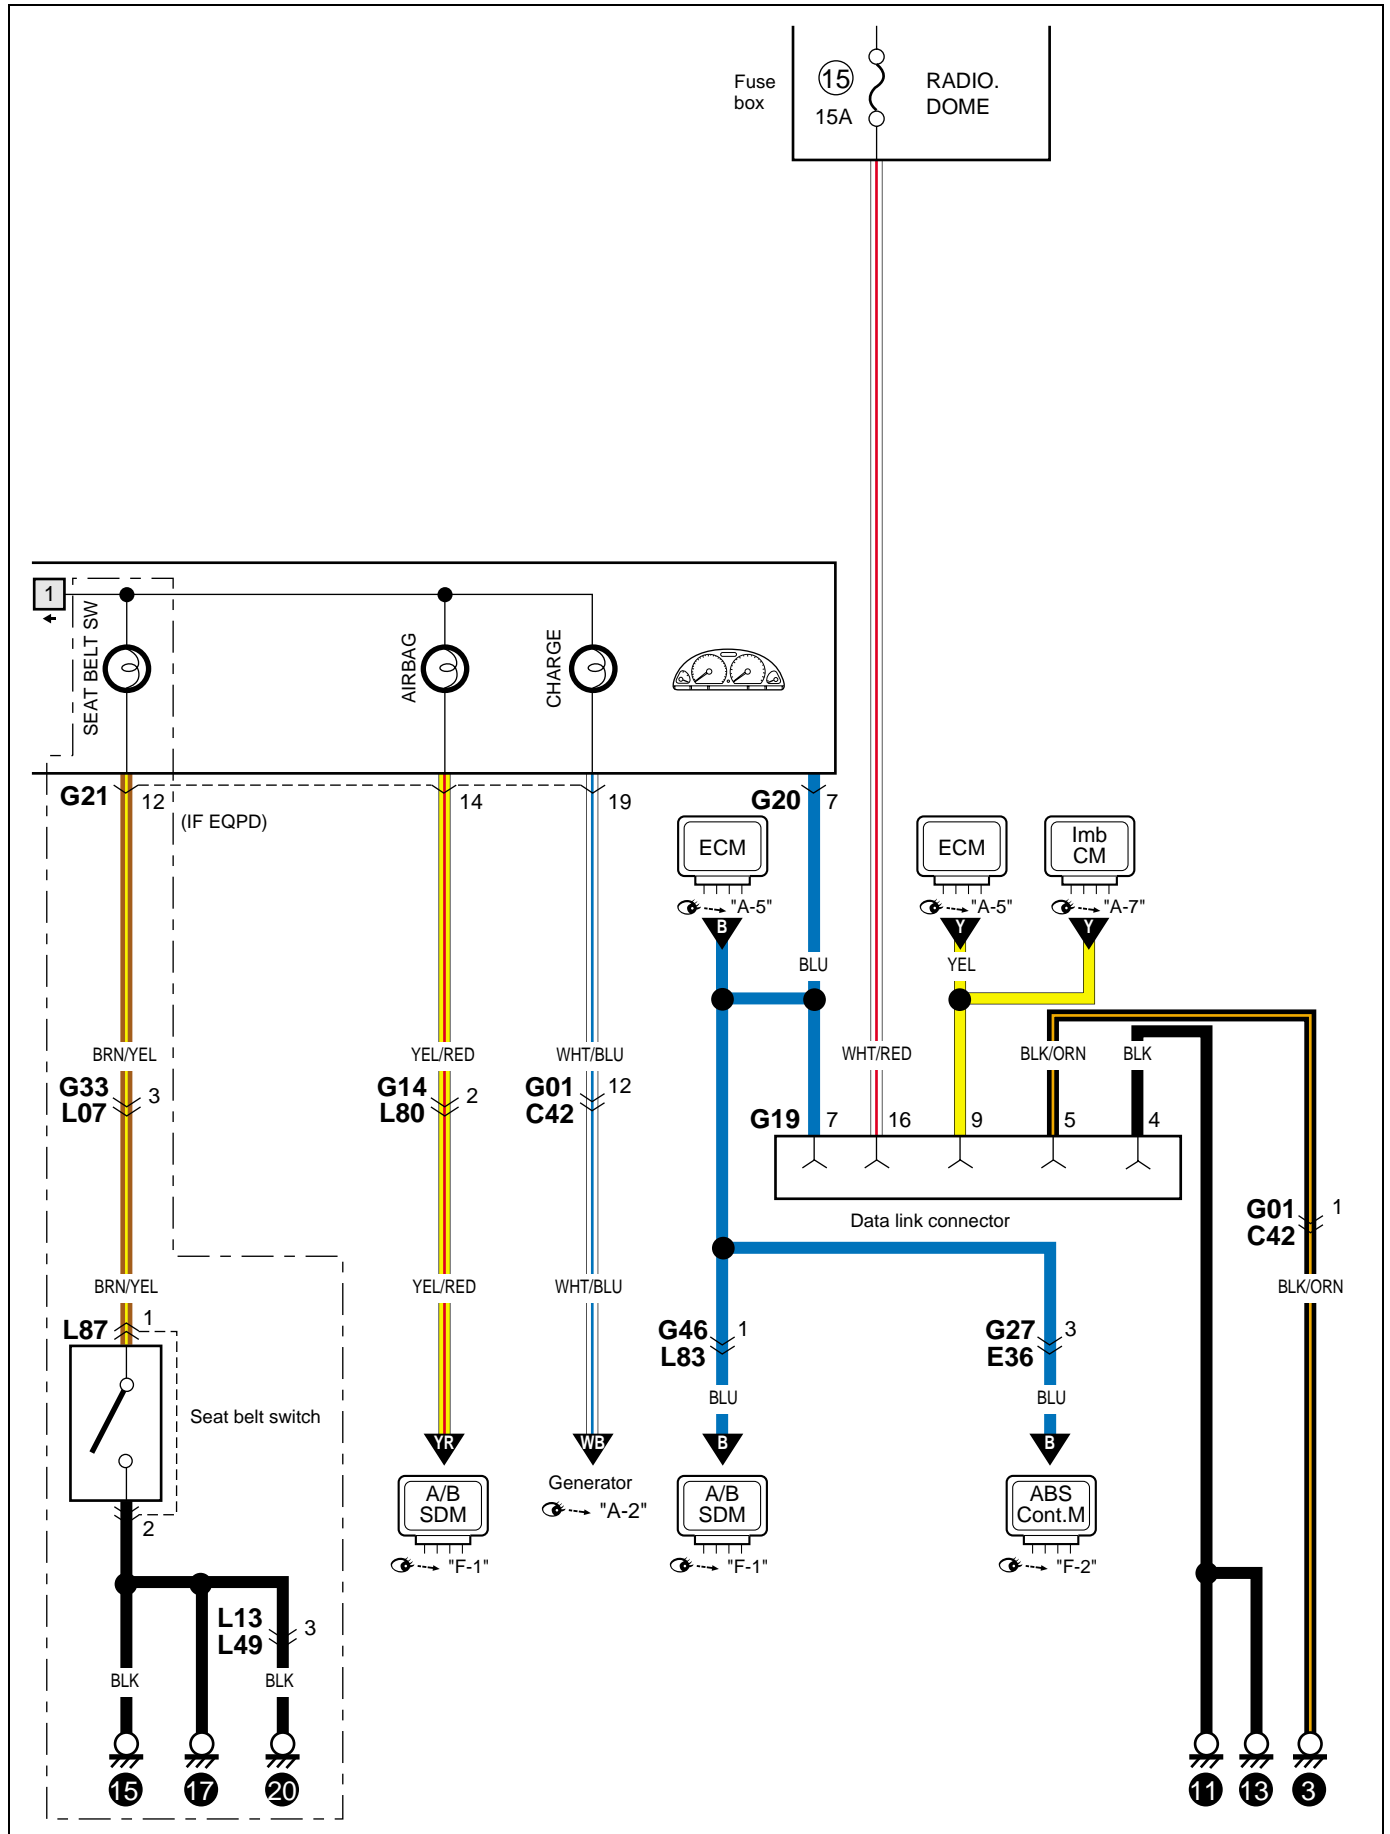 Fuse
box
15
15A
RADIO.
DOME
1
SEAT BELT SW
AIRBAG
CHARGE
G21
12
(IF EQPD)
14
19
G20
7
ECM
"A-5"
B
ECM
"A-5"
Y
Imb
CM
"A-7"
Y
BLU
YEL
BRN/YEL
YEL/RED
WHT/BLU
WHT/RED
BLK/ORN
BLK
G33
L07
3
G14
L80
2
G01
C42
12
G19
7
16
9
5
4
Data link connector
G01
C42
1
BRN/YEL
YEL/RED
WHT/BLU
BLK/ORN
L87
1
G46
L83
1
G27
E36
3
Seat belt switch
BLU
BLU
2
YR
A/B
SDM
"F-1"
WB
Generator
"A-2"
B
A/B
SDM
"F-1"
B
ABS
Cont.M
"F-2"
L13
L49
3
BLK
BLK
15
17
20
11
13
3